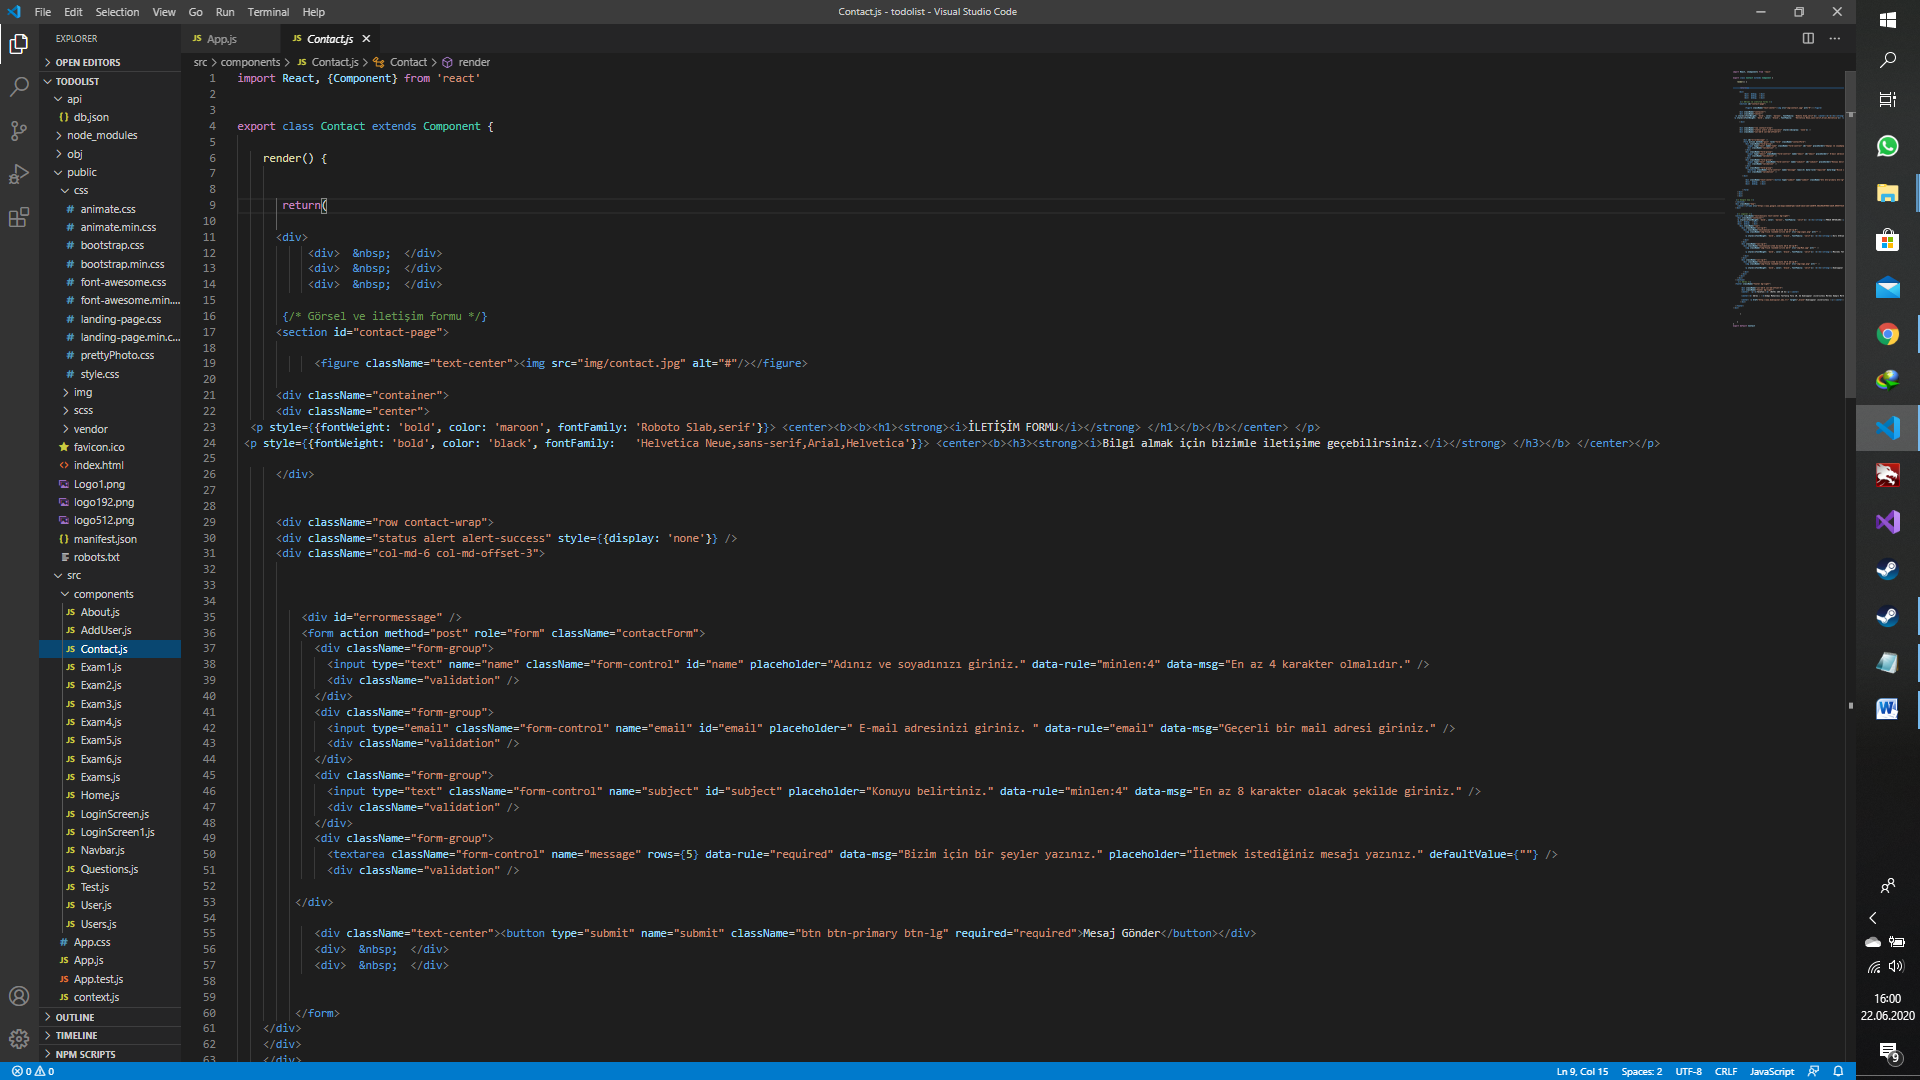 File Edit Selection View Go Run Terminal Help
Contact.js - todolist - Visual Studio Code
EXPLORER
OPEN EDITORS
TODOLIST
api
db.json
node_modules
obj
public
css
animate.css
animate.min.css
bootstrap.css
bootstrap.min.css
font-awesome.css
font-awesome.min....
landing-page.css
landing-page.min.c...
prettyPhoto.css
style.css
img
scss
vendor
favicon.ico
index.html
Logo1.png
logo192.png
logo512.png
manifest.json
robots.txt
src
components
About.js
AddUser.js
Contact.js
Exam1.js
Exam2.js
Exam3.js
Exam4.js
Exam5.js
Exam6.js
Exams.js
Home.js
LoginScreen.js
LoginScreen1.js
Navbar.js
Questions.js
Test.js
User.js
Users.js
App.css
App.js
App.test.js
context.js
OUTLINE
TIMELINE
NPM SCRIPTS
JS App.js
JS Contact.js
src > components > JS Contact.js > Contact > render
1 import React, {Component} from 'react'
2
3
4 export class Contact extends Component {
5
6 render() {
7
8
9 return(
10
11 <div>
12 <div> &nbsp; </div>
13 <div> &nbsp; </div>
14 <div> &nbsp; </div>
15
16 {/* Görsel ve iletişim formu */}
17 <section id="contact-page">
18
19 <figure className="text-center"><img src="img/contact.jpg" alt="#"/></figure>
20
21 <div className="container">
22 <div className="center">
23 <p style={{fontWeight: 'bold', color: 'maroon', fontFamily: 'Roboto Slab,serif'}}> <center><b><b><h1><strong><i>İLETİŞİM FORMU</i></strong> </h1></b></b></center> </p>
24 <p style={{fontWeight: 'bold', color: 'black', fontFamily: 'Helvetica Neue,sans-serif,Arial,Helvetica'}}> <center><b><h3><strong><i>Bilgi almak için bizimle iletişime geçebilirsiniz.</i></strong> </h3></b> </center></p>
25
26 </div>
27
28
29 <div className="row contact-wrap">
30 <div className="status alert alert-success" style={{display: 'none'}} />
31 <div className="col-md-6 col-md-offset-3">
32
33
34
35 <div id="errormessage" />
36 <form action method="post" role="form" className="contactForm">
37 <div className="form-group">
38 <input type="text" name="name" className="form-control" id="name" placeholder="Adınız ve soyadınızı giriniz." data-rule="minlen:4" data-msg="En az 4 karakter olmalıdır." />
39 <div className="validation" />
40 </div>
41 <div className="form-group">
42 <input type="email" className="form-control" name="email" id="email" placeholder=" E-mail adresinizi giriniz. " data-rule="email" data-msg="Geçerli bir mail adresi giriniz." />
43 <div className="validation" />
44 </div>
45 <div className="form-group">
46 <input type="text" className="form-control" name="subject" id="subject" placeholder="Konuyu belirtiniz." data-rule="minlen:4" data-msg="En az 8 karakter olacak şekilde giriniz." />
47 <div className="validation" />
48 </div>
49 <div className="form-group">
50 <textarea className="form-control" name="message" rows={5} data-rule="required" data-msg="Bizim için bir şeyler yazınız." placeholder="İletmek istediğiniz mesajı yazınız." defaultValue={""} />
51 <div className="validation" />
52
53 </div>
54
55 <div className="text-center"><button type="submit" name="submit" className="btn btn-primary btn-lg" required="required">Mesaj Gönder</button></div>
56 <div> &nbsp; </div>
57 <div> &nbsp; </div>
58
59
60 </form>
61 </div>
62 </div>
63 </div>
0 0
Ln 9, Col 15 Spaces: 2 UTF-8 CRLF JavaScript
16:00
22.06.2020
9